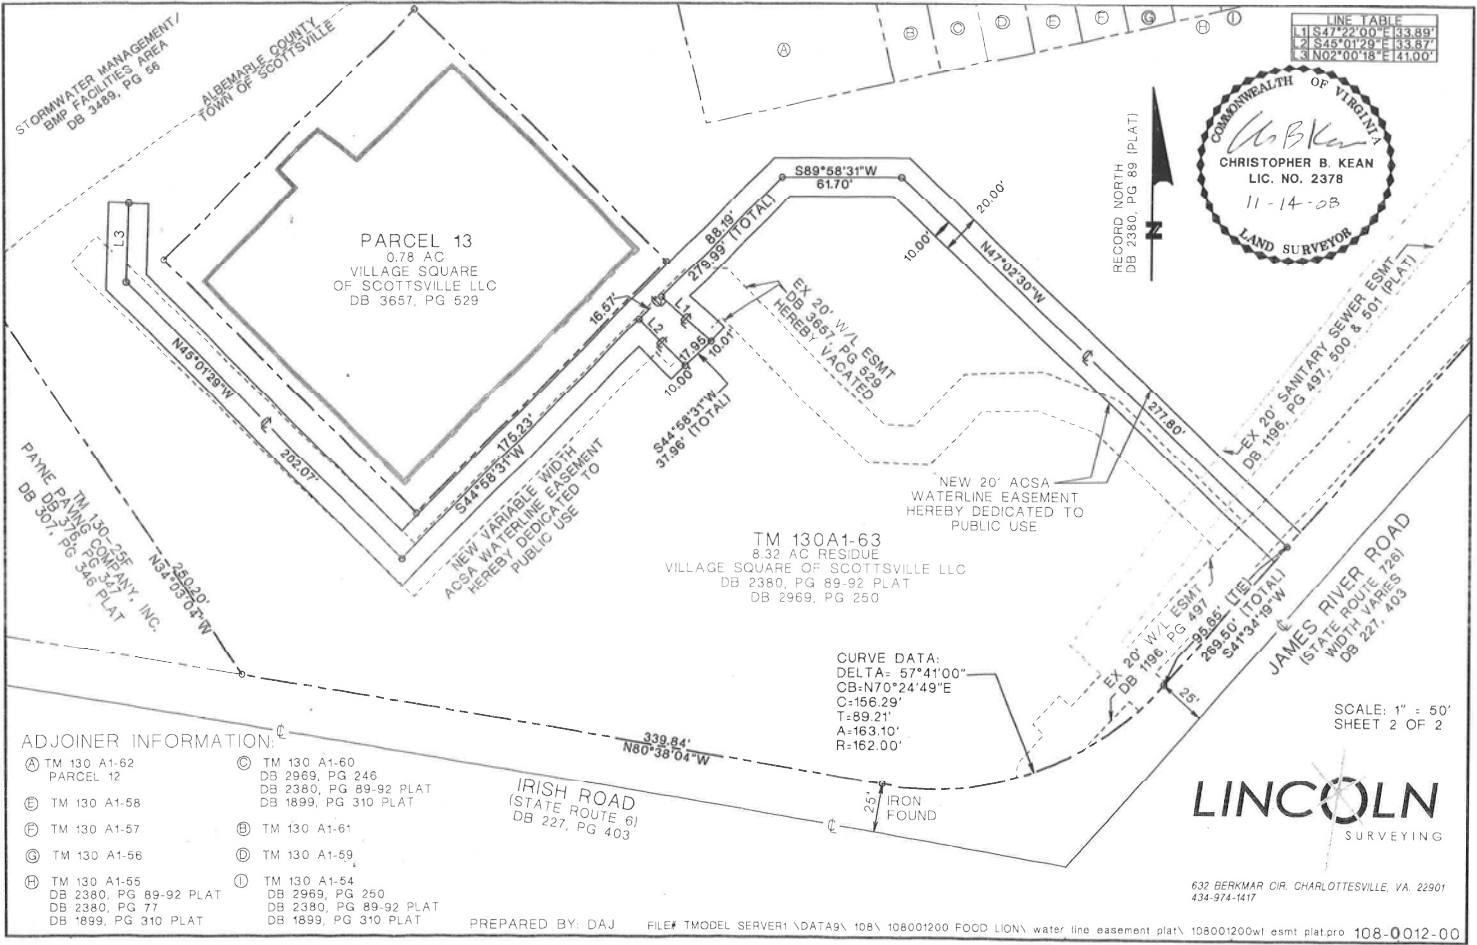 STORMWATER MANAGEMENT/
BMP FACILITIES AREA
DB 3489, PG 56
ALBEMARLE COUNTY
TOWN OF SCOTTSVILLE
Ⓐ
Ⓑ
Ⓒ
Ⓓ
Ⓔ
Ⓕ
Ⓖ
Ⓗ
Ⓘ
LINE TABLE
L1 S47°22'00"E 33.89'
L2 S45°01'29"E 33.87'
L3 N02°00'18"E 41.00'
COMMONWEALTH OF VIRGINIA
CHRISTOPHER B. KEAN
LIC. NO. 2378
11-14-08
LAND SURVEYOR
RECORD NORTH
DB 2380, PG 89 (PLAT)
N
PARCEL 13
0.78 AC
VILLAGE SQUARE
OF SCOTTSVILLE LLC
DB 3657, PG 529
L3
S89°58'31"W
61.70'
88.19'
279.99' (TOTAL)
20.00'
10.00'
N47°02'30"W
277.80'
16.57'
L1
L2
17.95'
10.01'
10.00'
S44°58'31"W
37.96' (TOTAL)
EX 20' W/L ESMT
DB 3657, PG 529
HEREBY VACATED
EX 20' SANITARY SEWER ESMT
DB 1196, PG 497, 500 & 501 (PLAT)
N45°01'29"W
202.07'
175.23'
S44°58'31"W
NEW VARIABLE WIDTH
ACSA WATERLINE EASEMENT
HEREBY DEDICATED TO
PUBLIC USE
NEW 20' ACSA
WATERLINE EASEMENT
HEREBY DEDICATED TO
PUBLIC USE
TM 130-25F
PAYNE PAVING COMPANY, INC.
DB 376, PG 347
DB 307, PG 346 PLAT
250.20'
N34°03'04"W
TM 130A1-63
8.32 AC RESIDUE
VILLAGE SQUARE OF SCOTTSVILLE LLC
DB 2380, PG 89-92 PLAT
DB 2969, PG 250
EX 20' W/L ESMT
DB 1196, PG 497
95.65' (TIE)
269.50' (TOTAL)
S41°34'19"W
JAMES RIVER ROAD
(STATE ROUTE 726)
WIDTH VARIES
DB 227, 403
25'
CURVE DATA:
DELTA= 57°41'00"
CB=N70°24'49"E
C=156.29'
T=89.21'
A=163.10'
R=162.00'
SCALE: 1" = 50'
SHEET 2 OF 2
339.84'
N80°38'04"W
IRISH ROAD
(STATE ROUTE 6)
DB 227, PG 403
25'
IRON
FOUND
ADJOINER INFORMATION:
Ⓐ TM 130 A1-62
PARCEL 12
Ⓔ TM 130 A1-58
Ⓕ TM 130 A1-57
Ⓖ TM 130 A1-56
Ⓗ TM 130 A1-55
DB 2380, PG 89-92 PLAT
DB 2380, PG 77
DB 1899, PG 310 PLAT
Ⓒ TM 130 A1-60
DB 2969, PG 246
DB 2380, PG 89-92 PLAT
DB 1899, PG 310 PLAT
Ⓑ TM 130 A1-61
Ⓓ TM 130 A1-59
Ⓘ TM 130 A1-54
DB 2969, PG 250
DB 2380, PG 89-92 PLAT
DB 1899, PG 310 PLAT
LINCOLN
SURVEYING
632 BERKMAR CIR. CHARLOTTESVILLE, VA. 22901
434-974-1417
PREPARED BY: DAJ
FILE# TMODEL SERVER1 \DATA9\ 108\ 108001200 FOOD LION\ water line easement plat\ 108001200wl esmt plat.pro
108-0012-00